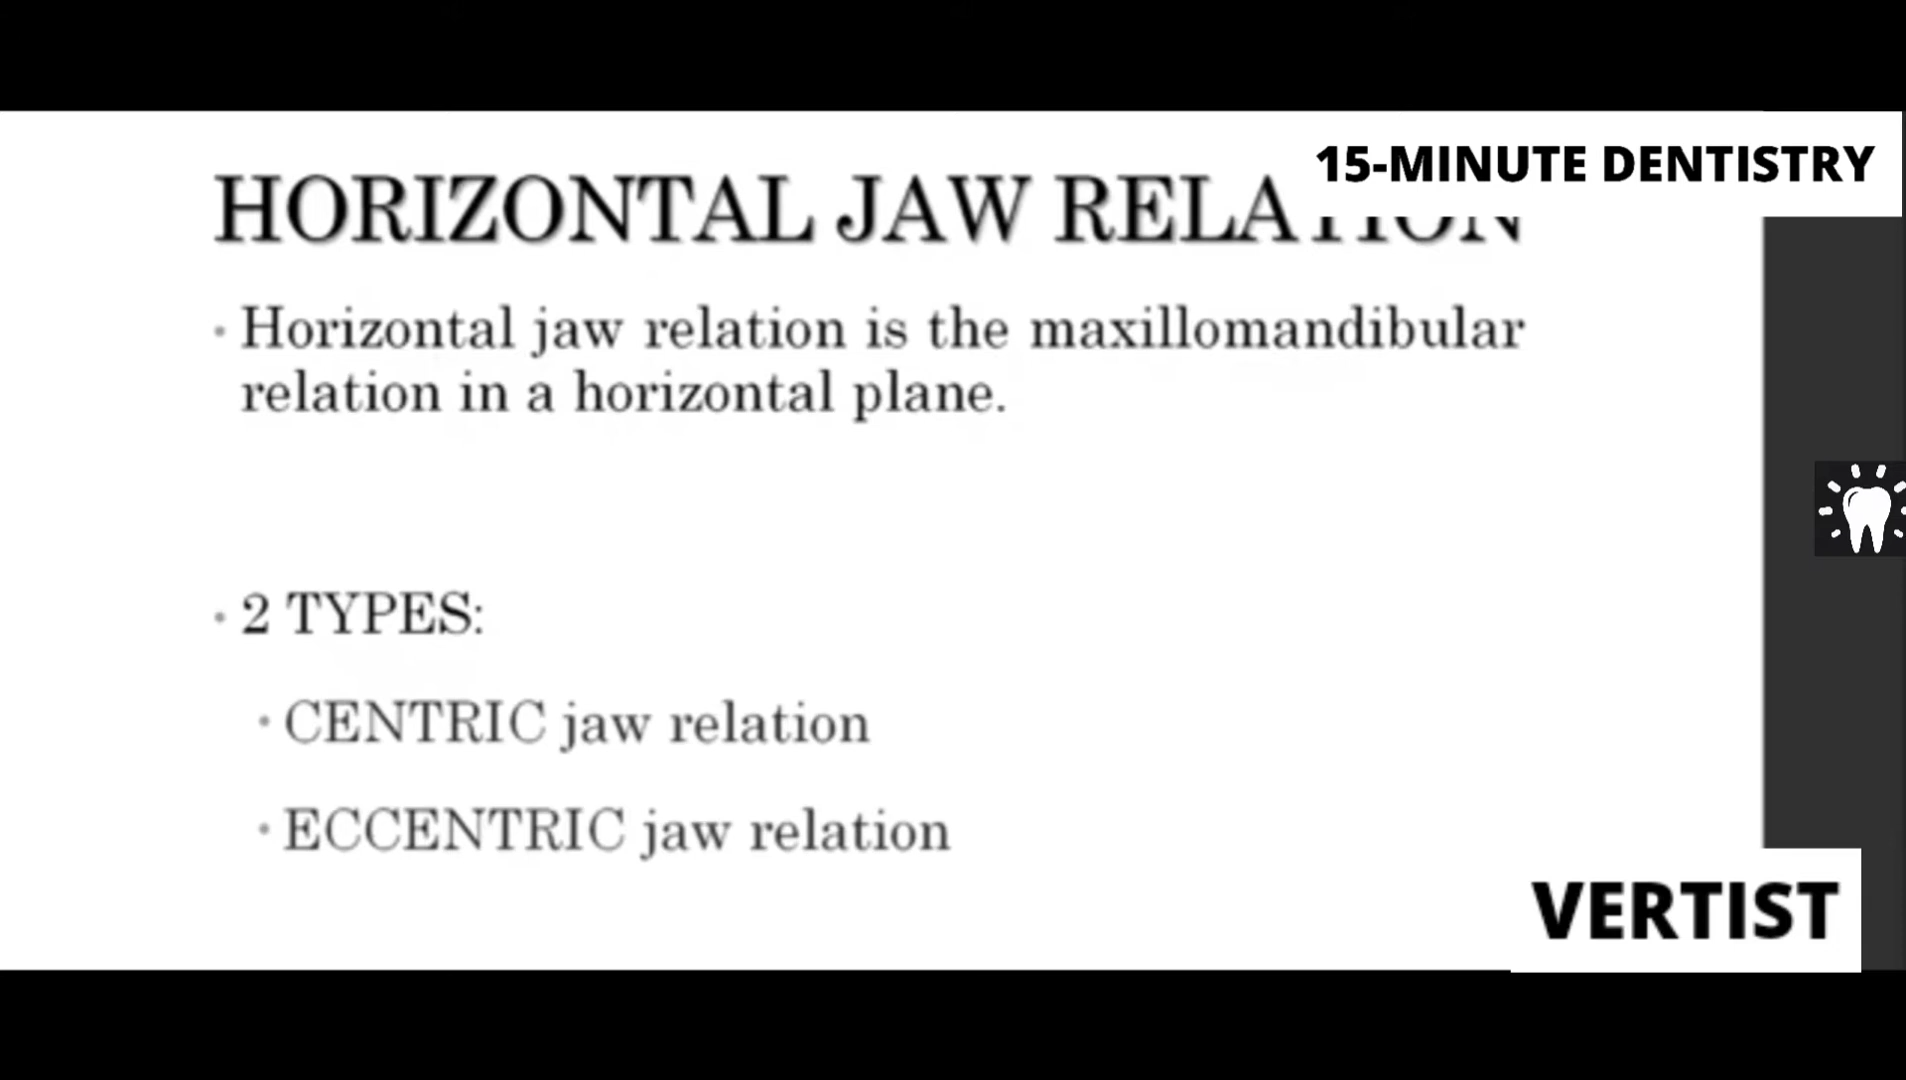 15-MINUTE DENTISTRY
HORIZONTAL JAW RELATION
• Horizontal jaw relation is the maxillomandibular
relation in a horizontal plane.
• 2 TYPES:
• CENTRIC jaw relation
• ECCENTRIC jaw relation
VERTIST